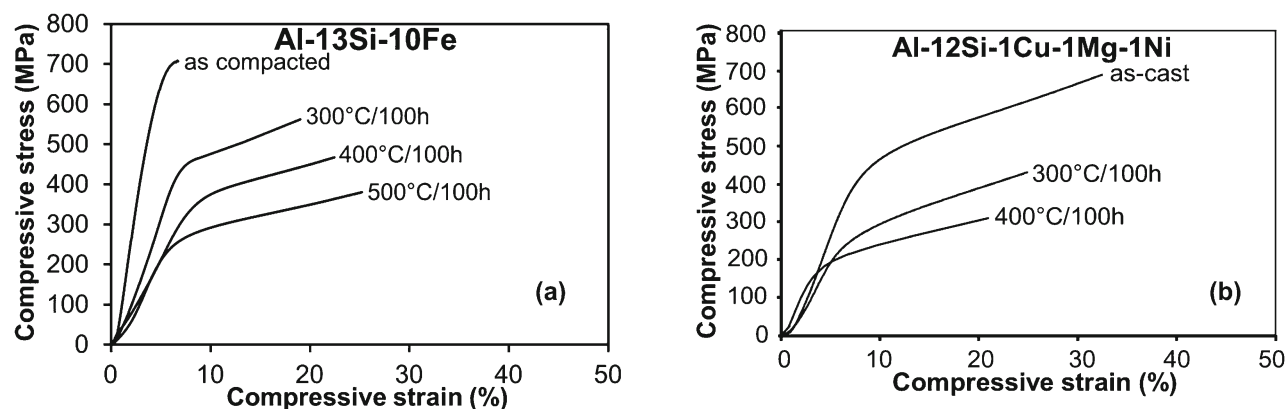 Al-13Si-10Fe
Compressive stress (MPa)
800
700
600
500
400
300
200
100
0
as compacted
300°C/100h
400°C/100h
500°C/100h
(a)
0 10 20 30 40 50
Compressive strain (%)
Al-12Si-1Cu-1Mg-1Ni
Compressive stress (MPa)
800
700
600
500
400
300
200
100
0
as-cast
300°C/100h
400°C/100h
(b)
0 10 20 30 40 50
Compressive strain (%)